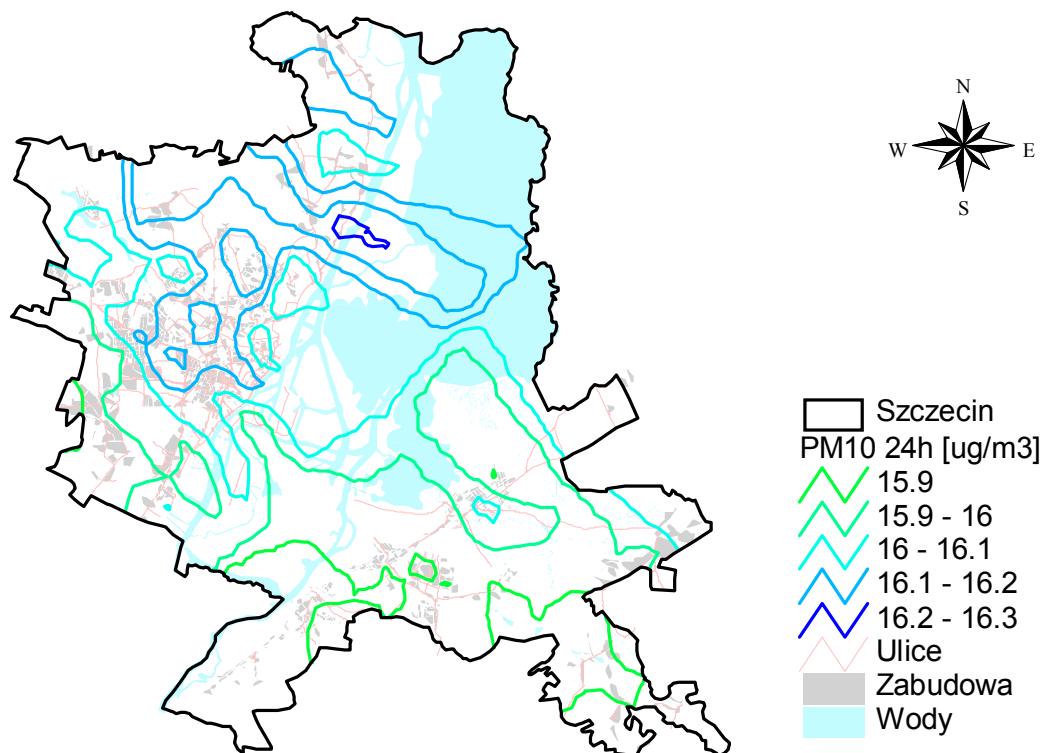 N
W E
S
Szczecin
PM10 24h [ug/m3]
15.9
15.9 - 16
16 - 16.1
16.1 - 16.2
16.2 - 16.3
Ulice
Zabudowa
Wody